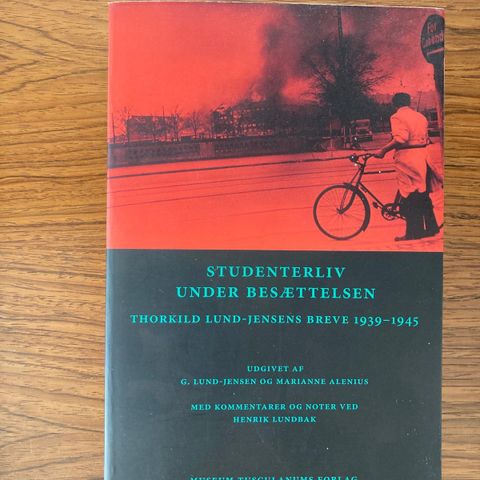 STUDENTERLIV
UNDER BESÆTTELSEN
THORKILD LUND-JENSENS BREVE 1939–1945
UDGIVET AF
G. LUND-JENSEN OG MARIANNE ALENIUS
MED KOMMENTARER OG NOTER VED
HENRIK LUNDBAK
MUSEUM TUSCULANUMS FORLAG